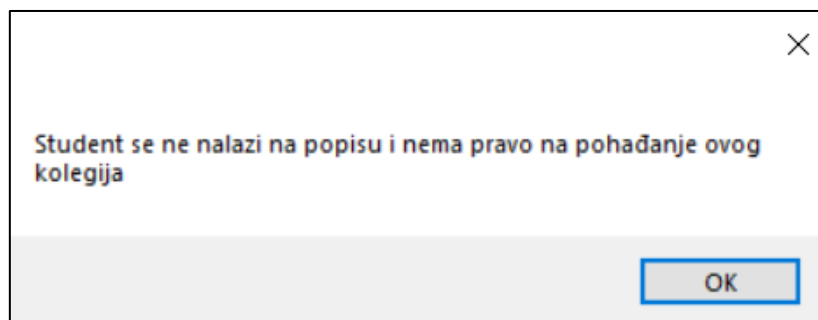 Student se ne nalazi na popisu i nema pravo na pohađanje ovog
kolegija
OK